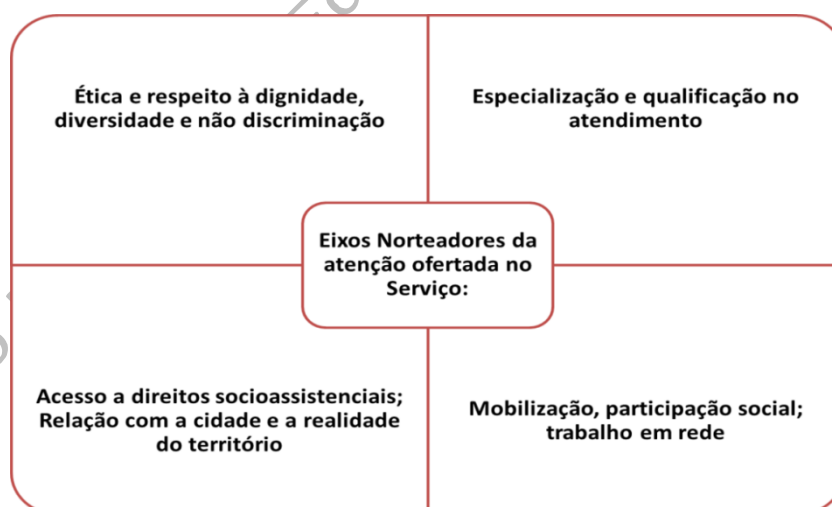 Ética e respeito à dignidade,
diversidade e não discriminação
Especialização e qualificação no
atendimento
Eixos Norteadores da
atenção ofertada no
Serviço:
Acesso a direitos socioassistenciais;
Relação com a cidade e a realidade
do território
Mobilização, participação social;
trabalho em rede